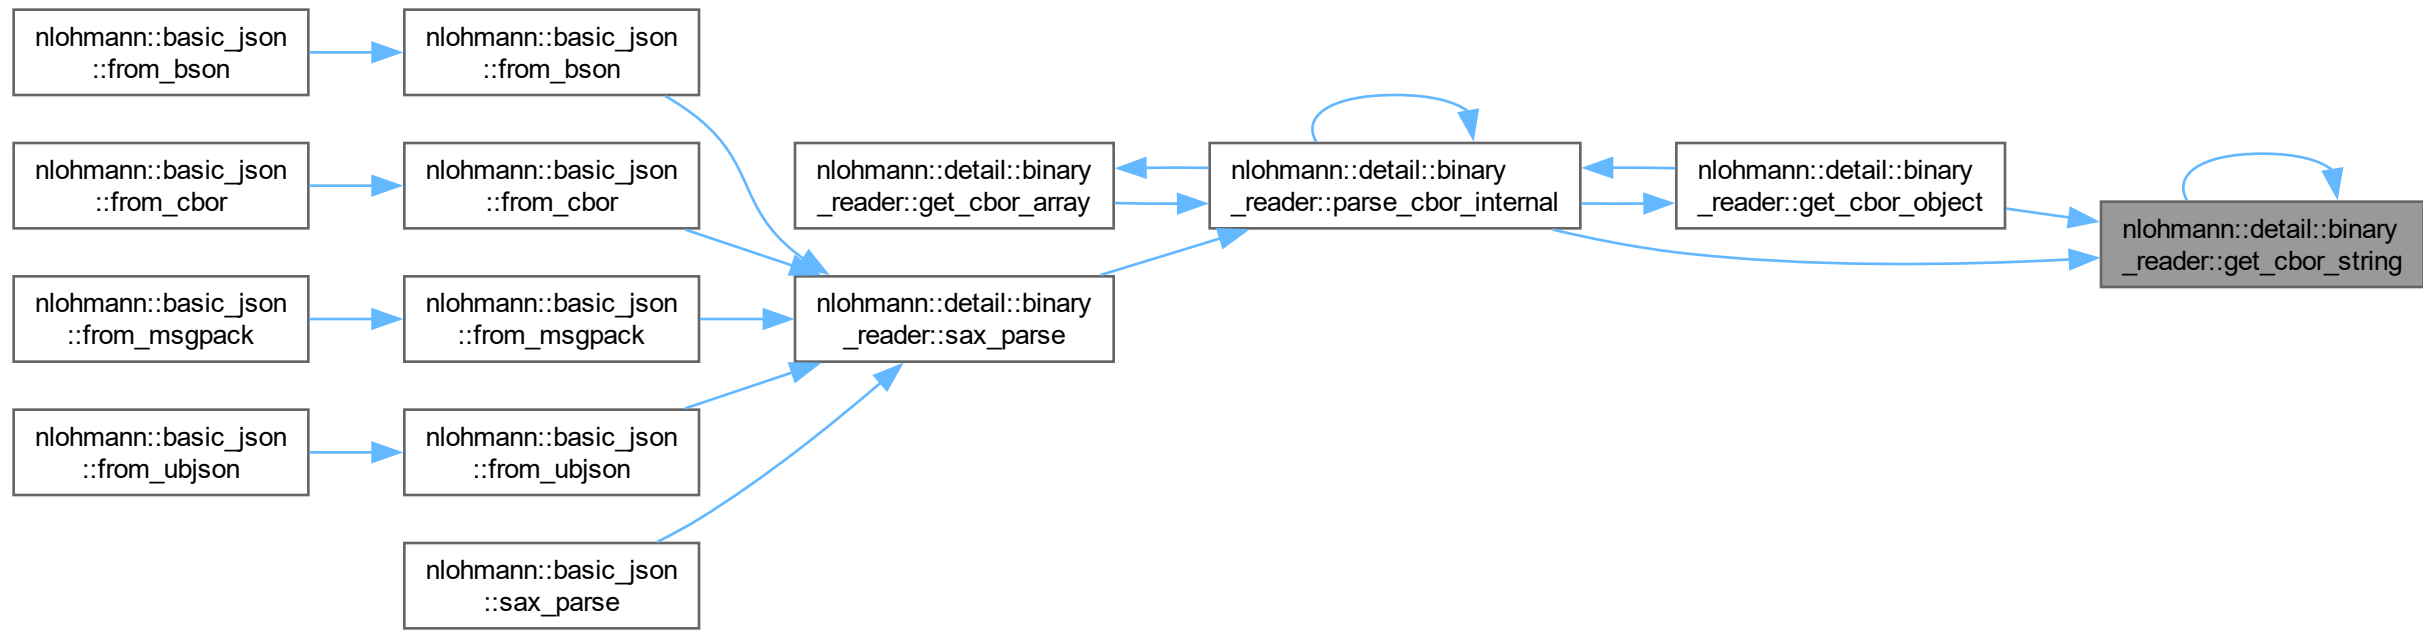 nlohmann::basic_json
::from_bson
nlohmann::basic_json
::from_bson
nlohmann::basic_json
::from_cbor
nlohmann::basic_json
::from_cbor
nlohmann::detail::binary
_reader::get_cbor_array
nlohmann::detail::binary
_reader::parse_cbor_internal
nlohmann::detail::binary
_reader::get_cbor_object
nlohmann::detail::binary
_reader::get_cbor_string
nlohmann::basic_json
::from_msgpack
nlohmann::basic_json
::from_msgpack
nlohmann::detail::binary
_reader::sax_parse
nlohmann::basic_json
::from_ubjson
nlohmann::basic_json
::from_ubjson
nlohmann::basic_json
::sax_parse